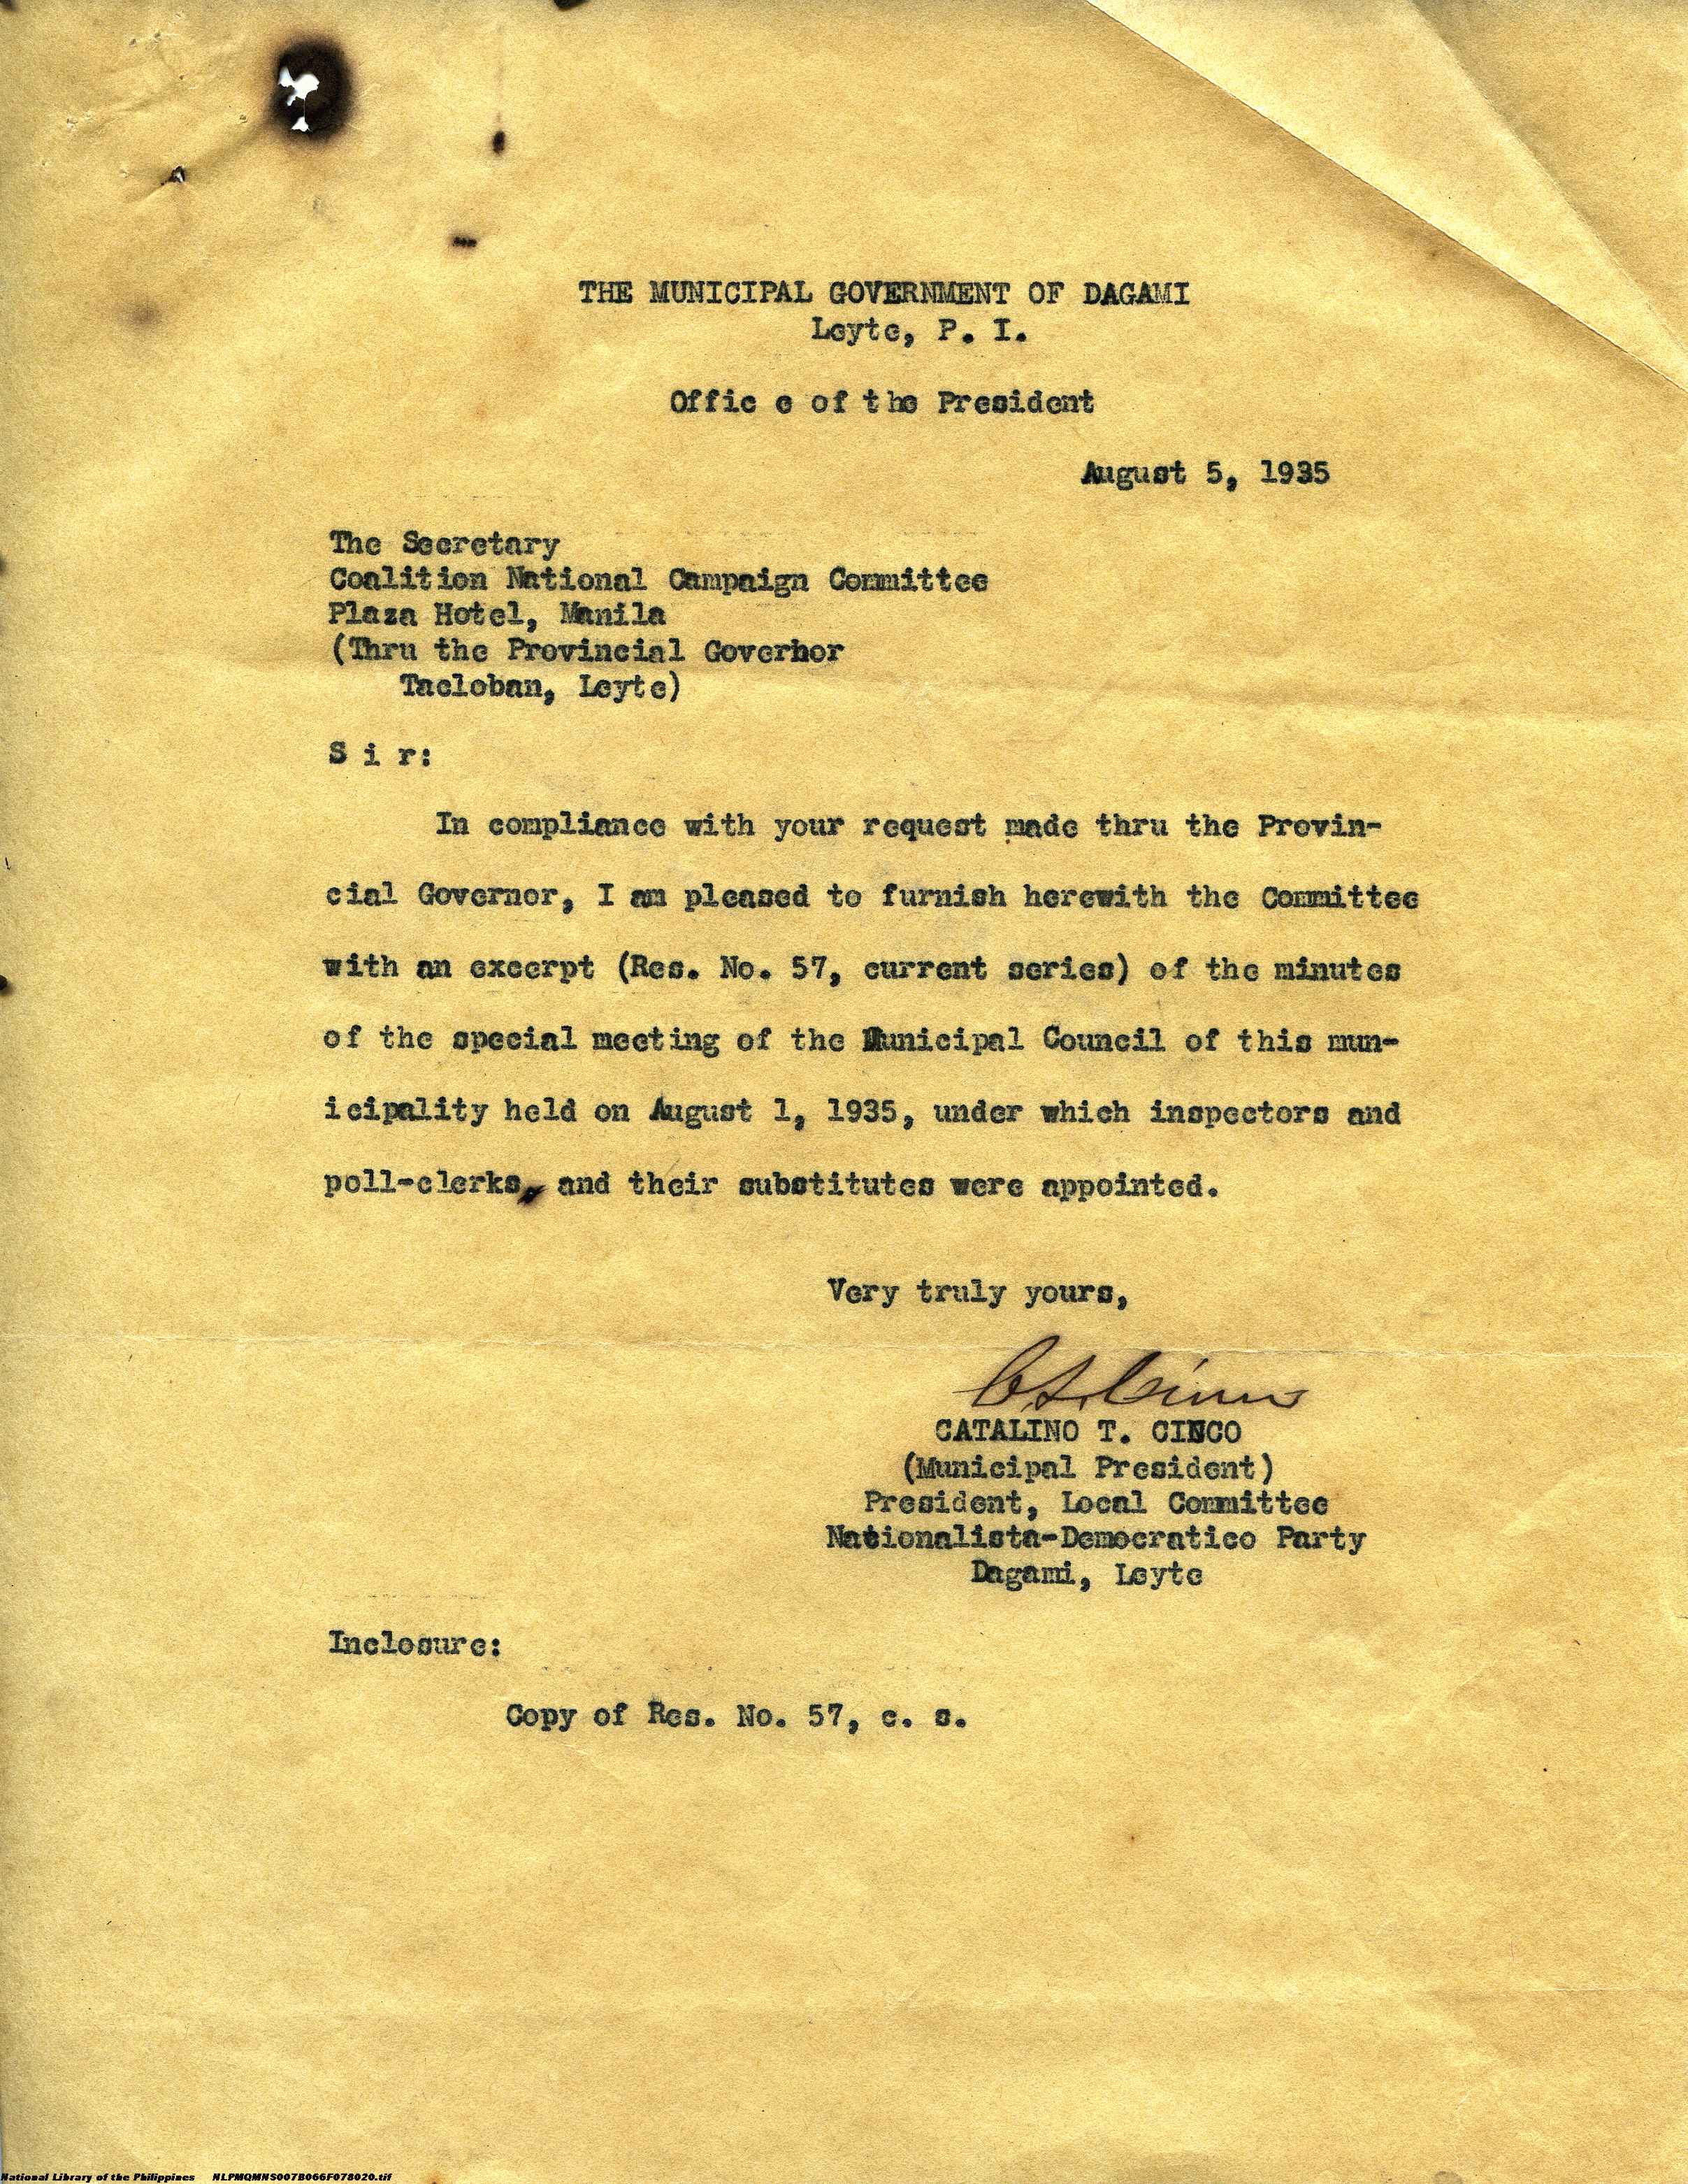 THE MUNICIPAL GOVERNMENT OF DAGAMI
Leyte, P. I.
Offic e of the President
August 5, 1935
The Secretary
Coalition National Campaign Committee
Plaza Hotel, Manila
(Thru the Provincial Governor
Tacloban, Leyte)
S i r:
In compliance with your request made thru the Provin-
cial Governor, I am pleased to furnish herewith the Committee
with an excerpt (Res. No. 57, current series) of the minutes
of the special meeting of the Municipal Council of this mun-
icipality held on August 1, 1935, under which inspectors and
poll-clerks, and their substitutes were appointed.
Very truly yours,
C.T. Cinco
CATALINO T. CINCO
(Municipal President)
President, Local Committee
Nationalista-Democratico Party
Dagami, Leyte
Inclosure:
Copy of Res. No. 57, c. s.
National Library of the Philippines NLPMQMNS007B066F078020.tif